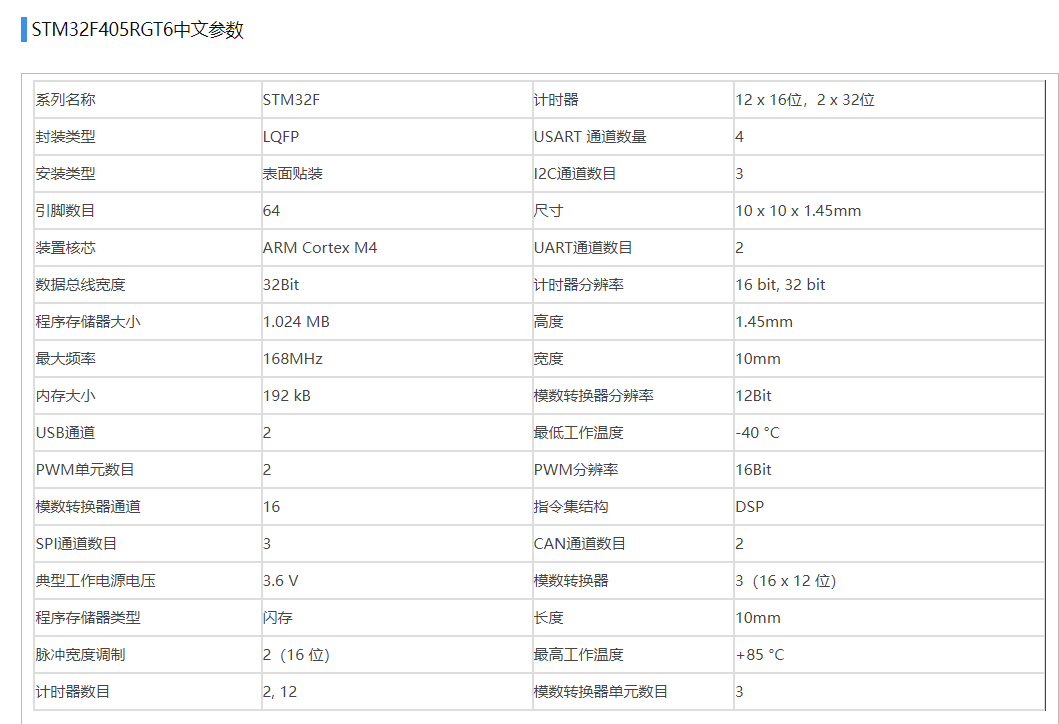 STM32F405RGT6中文参数
系列名称 STM32F 计时器 12 x 16位，2 x 32位
封装类型 LQFP USART 通道数量 4
安装类型 表面贴装 I2C通道数目 3
引脚数目 64 尺寸 10 x 10 x 1.45mm
装置核芯 ARM Cortex M4 UART通道数目 2
数据总线宽度 32Bit 计时器分辨率 16 bit, 32 bit
程序存储器大小 1.024 MB 高度 1.45mm
最大频率 168MHz 宽度 10mm
内存大小 192 kB 模数转换器分辨率 12Bit
USB通道 2 最低工作温度 -40 °C
PWM单元数目 2 PWM分辨率 16Bit
模数转换器通道 16 指令集结构 DSP
SPI通道数目 3 CAN通道数目 2
典型工作电源电压 3.6 V 模数转换器 3（16 x 12 位）
程序存储器类型 闪存 长度 10mm
脉冲宽度调制 2（16 位） 最高工作温度 +85 °C
计时器数目 2, 12 模数转换器单元数目 3